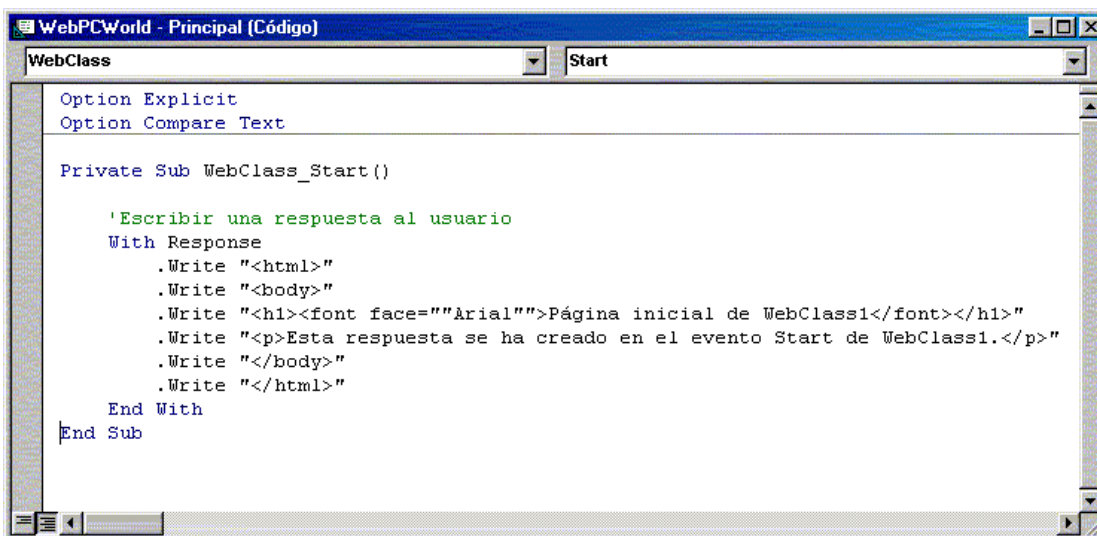 WebPCWorld - Principal (Código)
WebClass Start
Option Explicit
Option Compare Text
Private Sub WebClass_Start()
'Escribir una respuesta al usuario
With Response
.Write "<html>"
.Write "<body>"
.Write "<h1><font face=""Arial"">Página inicial de WebClass1</font></h1>"
.Write "<p>Esta respuesta se ha creado en el evento Start de WebClass1.</p>"
.Write "</body>"
.Write "</html>"
End With
End Sub